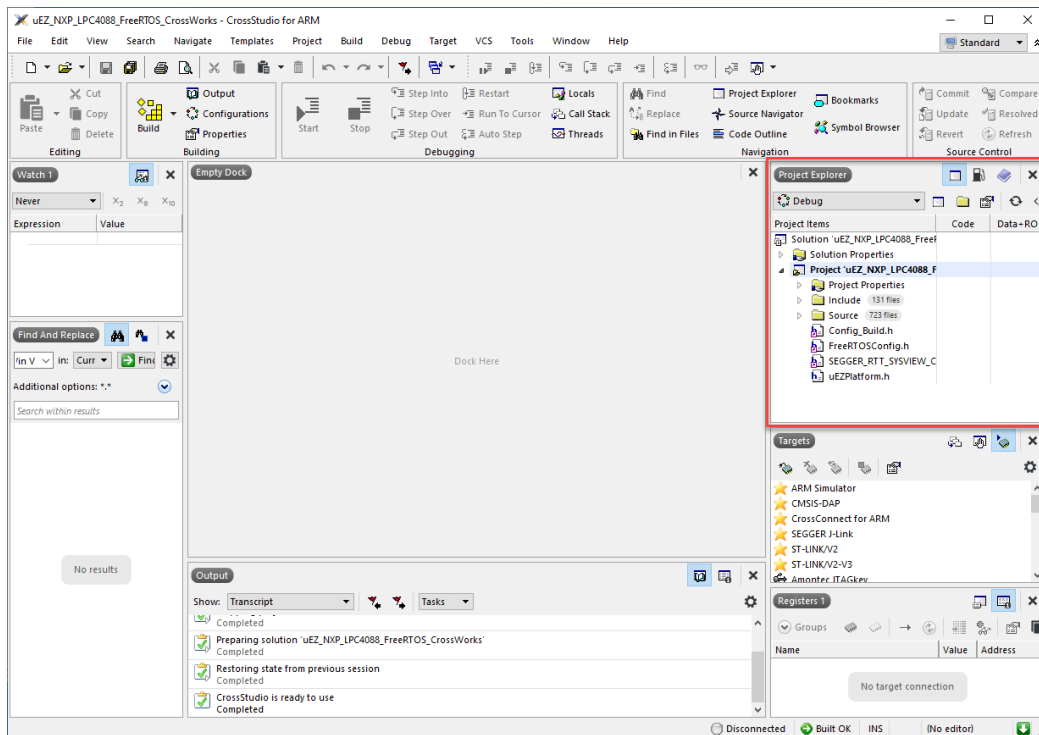 uEZ_NXP_LPC4088_FreeRTOS_CrossWorks - CrossStudio for ARM
File Edit View Search Navigate Templates Project Build Debug Target VCS Tools Window Help
Standard
Cut Output Step Into Restart Locals Find Project Explorer Bookmarks Commit Compare
Paste Copy Build Configurations Start Stop Step Over Run To Cursor Call Stack Replace Source Navigator Update Resolved
Delete Properties Step Out Auto Step Threads Find in Files Code Outline Symbol Browser Revert Refresh
Editing Building Debugging Navigation Source Control
Watch 1
Never x2 x8 x10
Expression Value
Find And Replace
in: Curr Find
Additional options: *.*
Search within results
No results
Empty Dock
Dock Here
Output
Show: Transcript Tasks
Completed
Preparing solution 'uEZ_NXP_LPC4088_FreeRTOS_CrossWorks'
Completed
Restoring state from previous session
Completed
CrossStudio is ready to use
Completed
Project Explorer
Debug
Project Items Code Data+RO
Solution 'uEZ_NXP_LPC4088_FreeF
Solution Properties
Project 'uEZ_NXP_LPC4088_F
Project Properties
Include 131 files
Source 723 files
Config_Build.h
FreeRTOSConfig.h
SEGGER_RTT_SYSVIEW_C
uEZPlatform.h
Targets
ARM Simulator
CMSIS-DAP
CrossConnect for ARM
SEGGER J-Link
ST-LINK/V2
ST-LINK/V2-V3
Amontec JTAGkey
Registers 1
Groups
Name Value Address
No target connection
Disconnected Built OK INS (No editor)